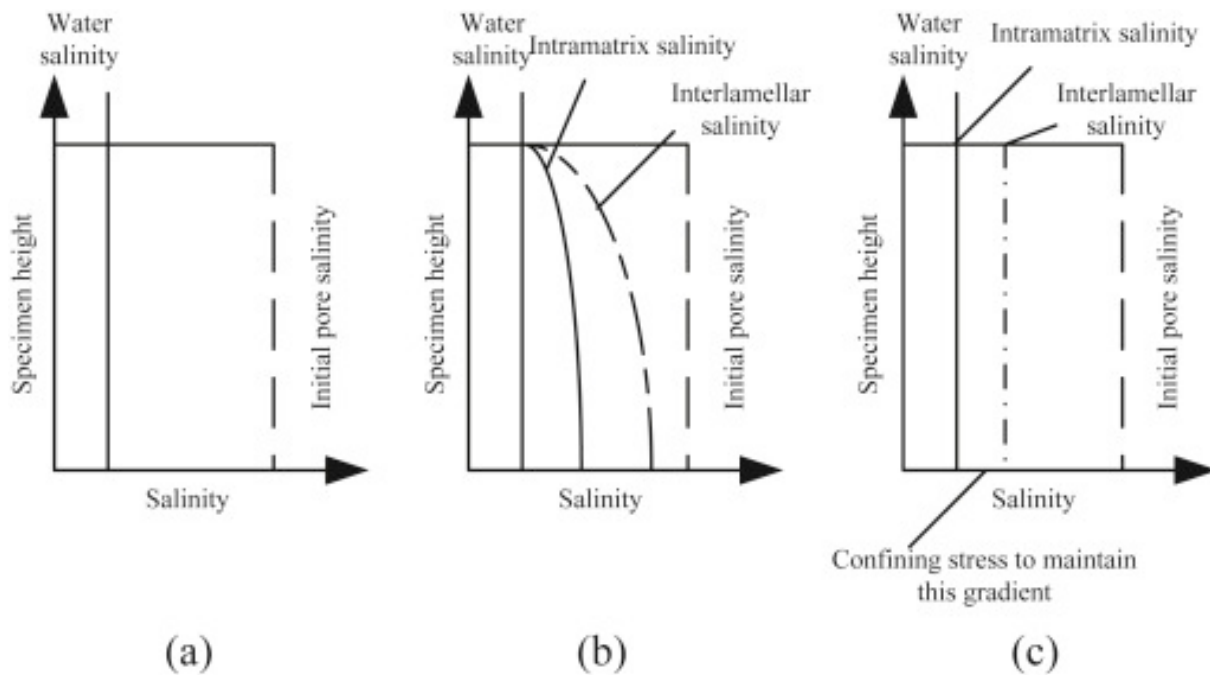 Water
salinity
Specimen height
Initial pore salinity
Salinity
(a)
Water
salinity
Intramatrix salinity
Interlamellar
salinity
Specimen height
Initial pore salinity
Salinity
(b)
Water
salinity
Intramatrix salinity
Interlamellar
salinity
Specimen height
Initial pore salinity
Salinity
Confining stress to maintain
this gradient
(c)